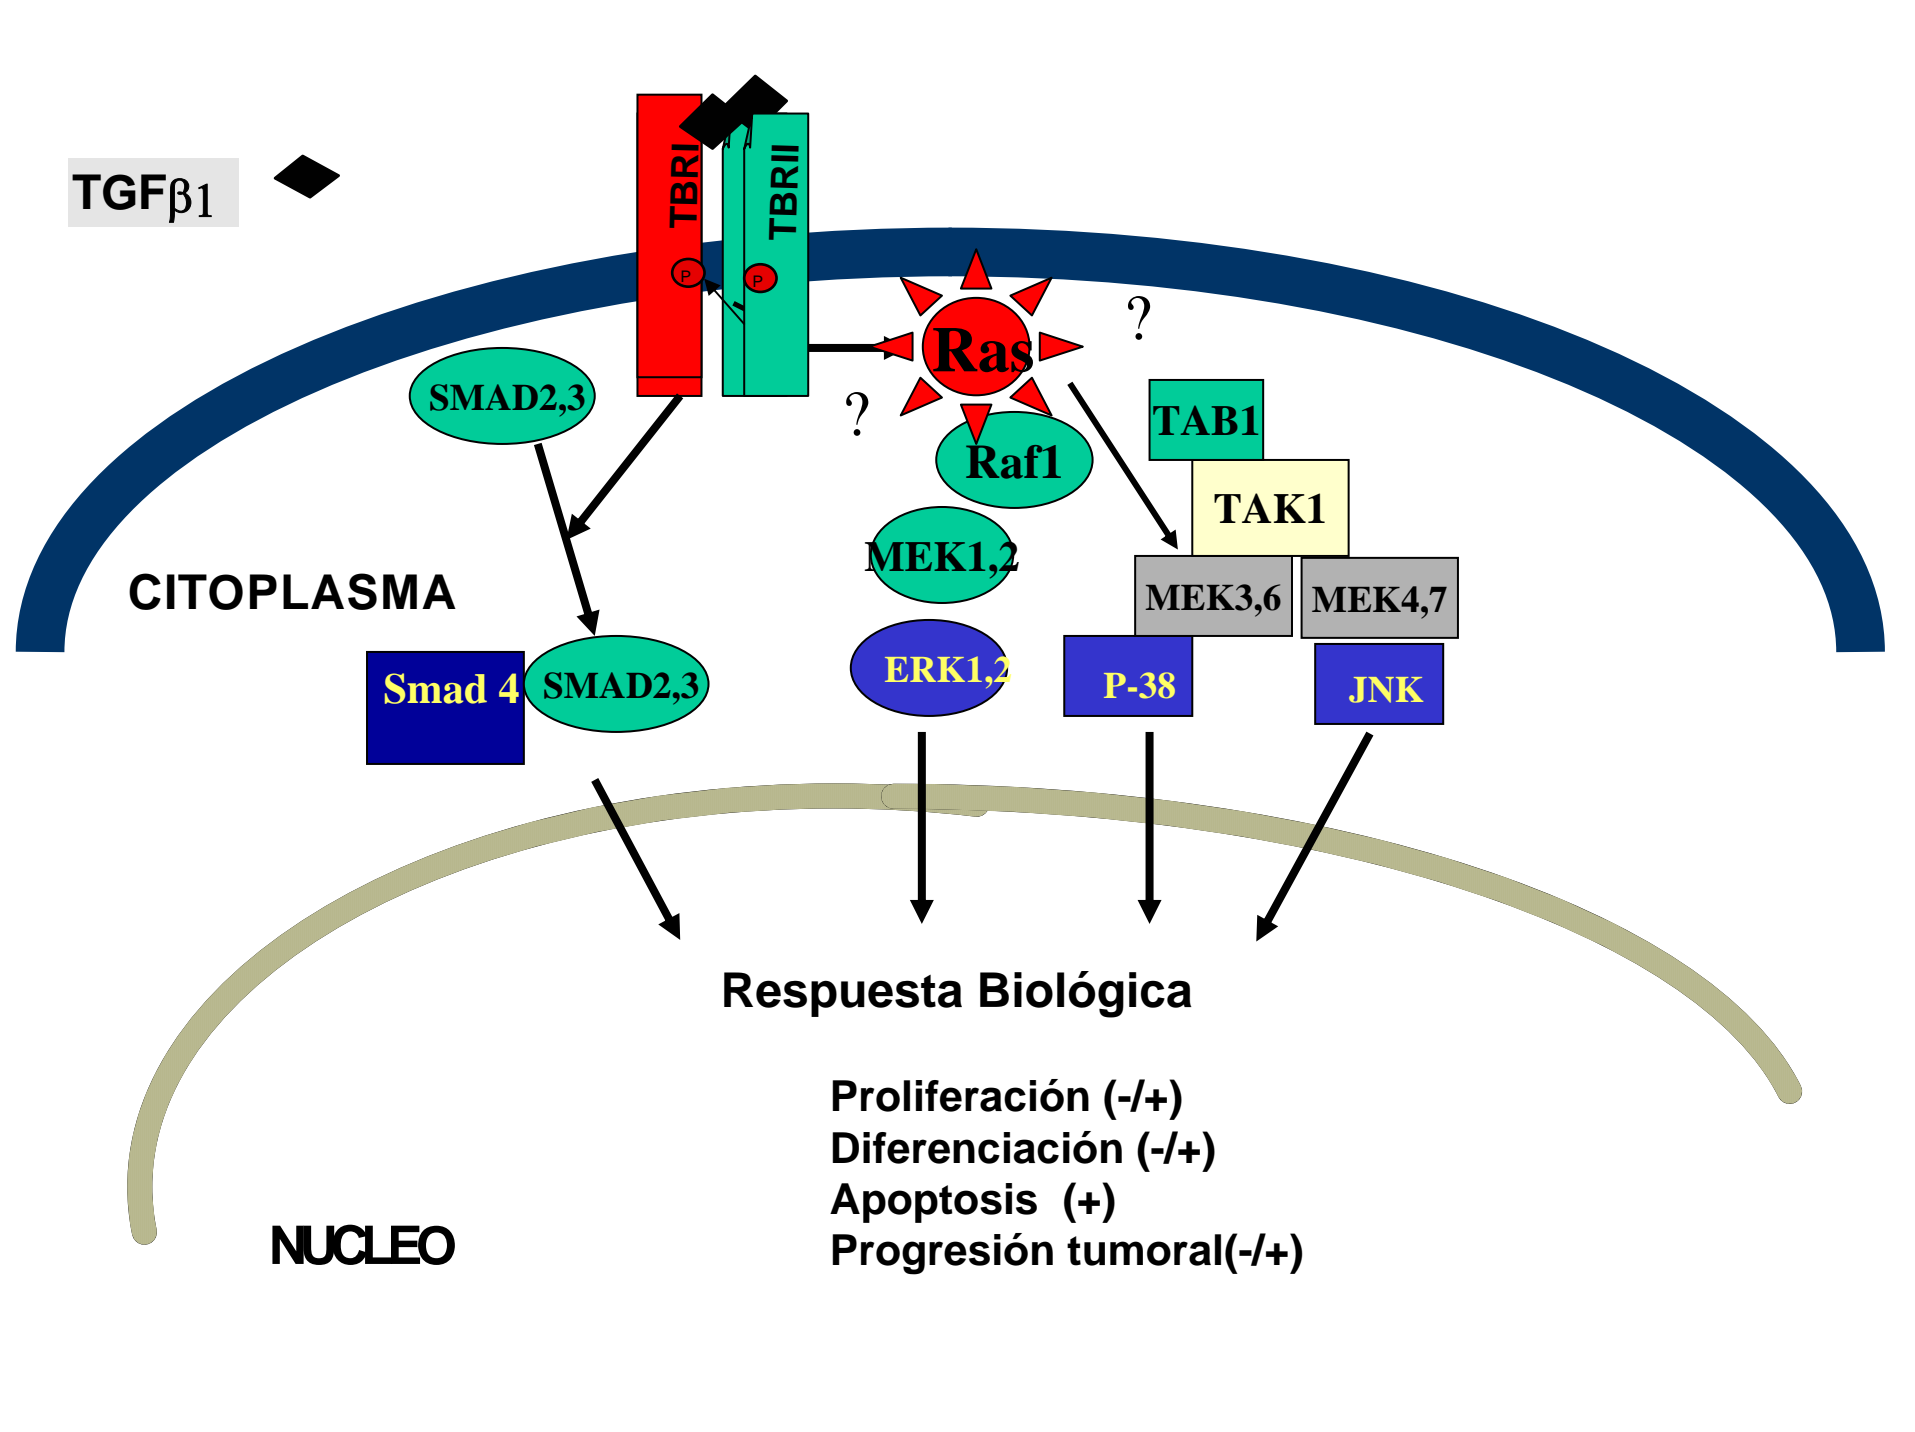 TGFβ1
TBRI
TBRII
P
P
Ras
?
?
SMAD2,3
TAB1
Raf1
TAK1
MEK1,2
CITOPLASMA
MEK3,6
MEK4,7
Smad 4
SMAD2,3
ERK1,2
P-38
JNK
Respuesta Biológica
Proliferación (-/+)
Diferenciación (-/+)
Apoptosis (+)
Progresión tumoral(-/+)
NUCLEO